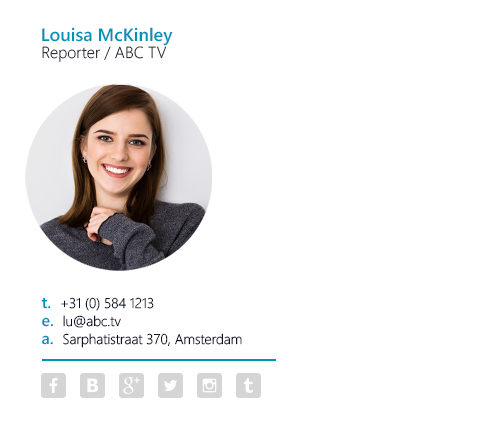 Louisa McKinley
Reporter / ABC TV
t. +31 (0) 584 1213
e. lu@abc.tv
a. Sarphatistraat 370, Amsterdam